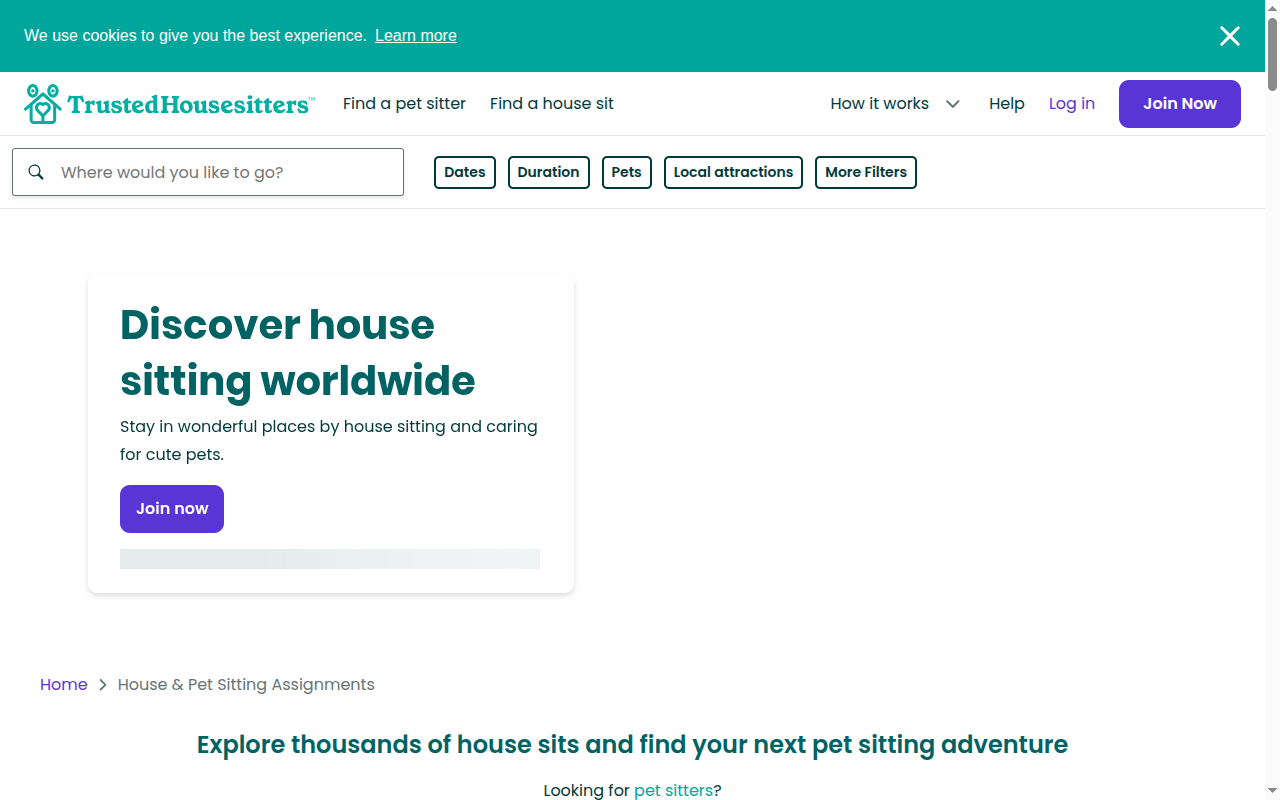 We use cookies to give you the best experience. Learn more
TrustedHousesitters™ Find a pet sitter Find a house sit How it works Help Log in Join Now
Where would you like to go? Dates Duration Pets Local attractions More Filters
Discover house
sitting worldwide
Stay in wonderful places by house sitting and caring
for cute pets.
Join now
Home House & Pet Sitting Assignments
Explore thousands of house sits and find your next pet sitting adventure
Looking for pet sitters?